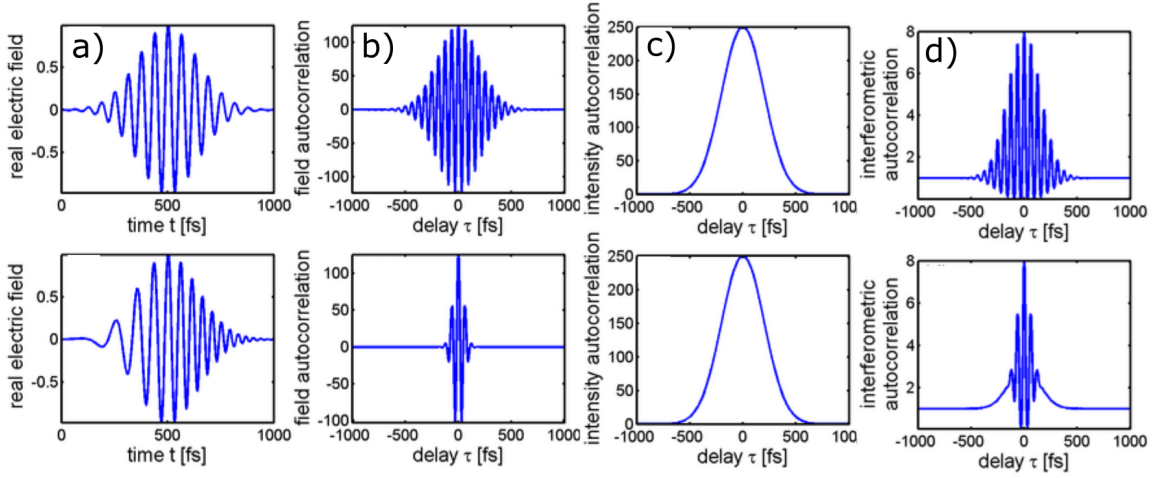 a) b) c) d)
real electric field
0.5
0
-0.5
0 500 1000
time t [fs]
field autocorrelation
100
50
0
-50
-100
-1000 -500 0 500 1000
delay τ [fs]
intensity autocorrelation
250
200
150
100
50
0
-1000 -500 0 500 1000
delay τ [fs]
interferometric
autocorrelation
8
6
4
2
-1000 -500 0 500 1000
delay τ [fs]
real electric field
0.5
0
-0.5
0 500 1000
time t [fs]
field autocorrelation
100
50
0
-50
-100
-1000 -500 0 500 1000
delay τ [fs]
intensity autocorrelation
250
200
150
100
50
0
-1000 -500 0 500 1000
delay τ [fs]
interferometric
autocorrelation
8
6
4
2
-1000 -500 0 500 1000
delay τ [fs]